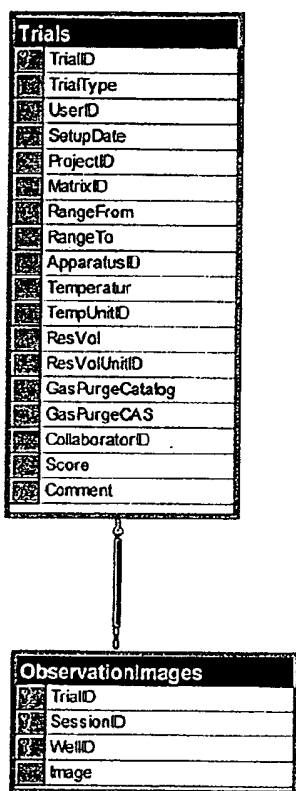 Trials
TrialID
TrialType
UserID
SetupDate
ProjectID
MatrixID
RangeFrom
RangeTo
ApparatusID
Temperatur
TempUnitID
ResVol
ResVolUnitID
GasPurgeCatalog
GasPurgeCAS
CollaboratorID
Score
Comment
ObservationImages
TrialID
SessionID
WellID
Image